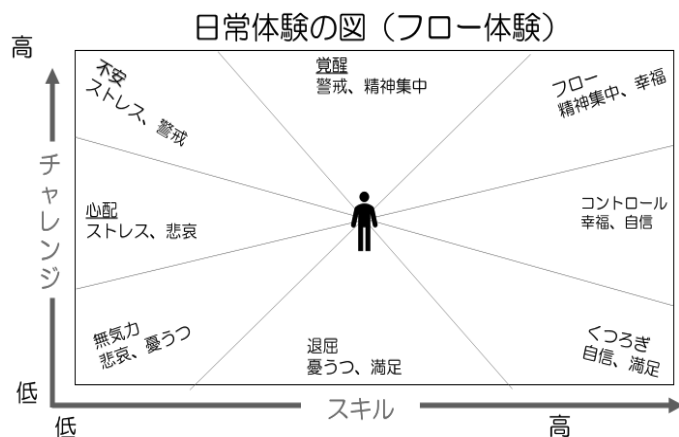 日常体験の図（フロー体験）
高
不安
ストレス、警戒
覚醒
警戒、精神集中
フロー
精神集中、幸福
チャレンジ
心配
ストレス、悲哀
コントロール
幸福、自信
無気力
悲哀、憂うつ
退屈
憂うつ、満足
くつろぎ
自信、満足
低
低
スキル
高